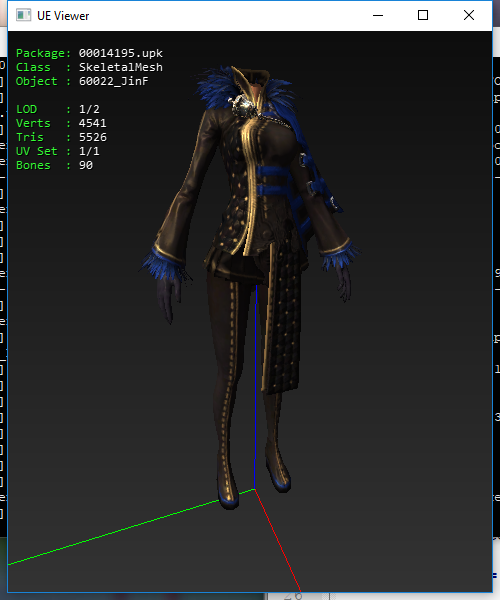 UE Viewer
Package: 00014195.upk
Class : SkeletalMesh
Object : 60022_JinF
LOD : 1/2
Verts : 4541
Tris : 5526
UV Set : 1/1
Bones : 90